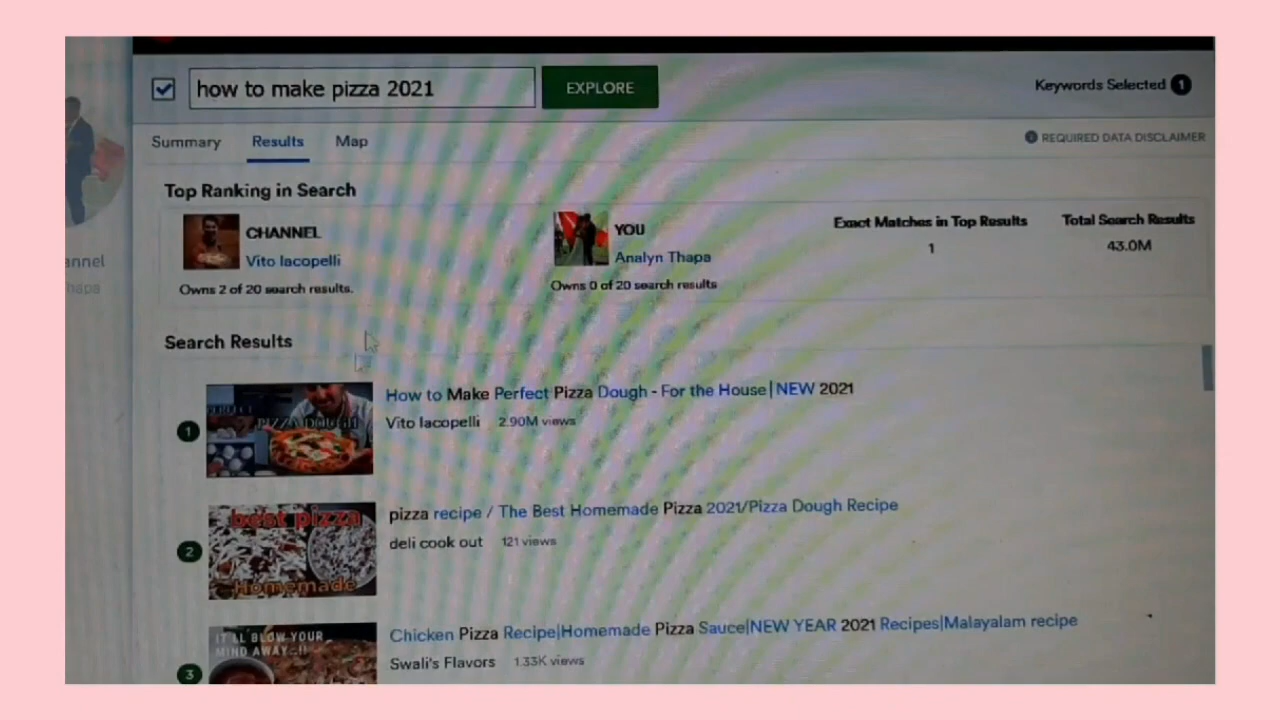 how to make pizza 2021
EXPLORE
Keywords Selected 1
Summary Results Map
REQUIRED DATA DISCLAIMER
Top Ranking in Search
CHANNEL
Vito Iacopelli
Owns 2 of 20 search results.
YOU
Analyn Thapa
Owns 0 of 20 search results
Exact Matches in Top Results
1
Total Search Results
43.0M
annel
hapa
Search Results
1
PIZZA DOUGH
How to Make Perfect Pizza Dough - For the House|NEW 2021
Vito Iacopelli 2.90M views
2
best pizza
Homemade
pizza recipe / The Best Homemade Pizza 2021/Pizza Dough Recipe
deli cook out 121 views
3
IT'LL BLOW YOUR
MIND AWAY..!!
Chicken Pizza Recipe|Homemade Pizza Sauce|NEW YEAR 2021 Recipes|Malayalam recipe
Swali's Flavors 1.33K views